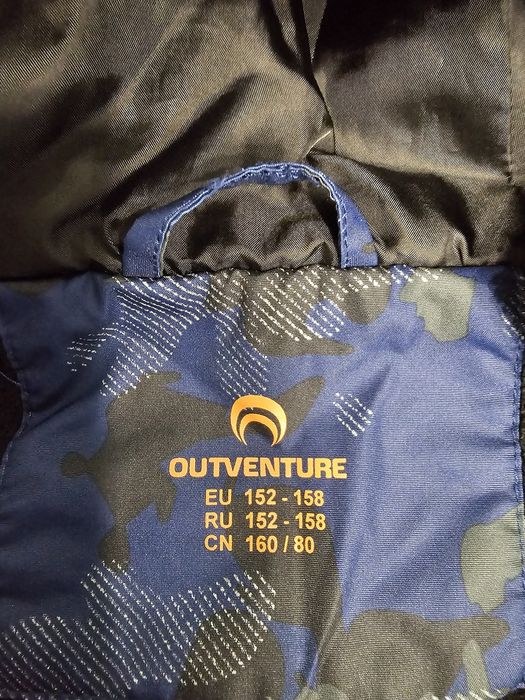 OUTVENTURE
EU 152 - 158
RU 152 - 158
CN 160 / 80